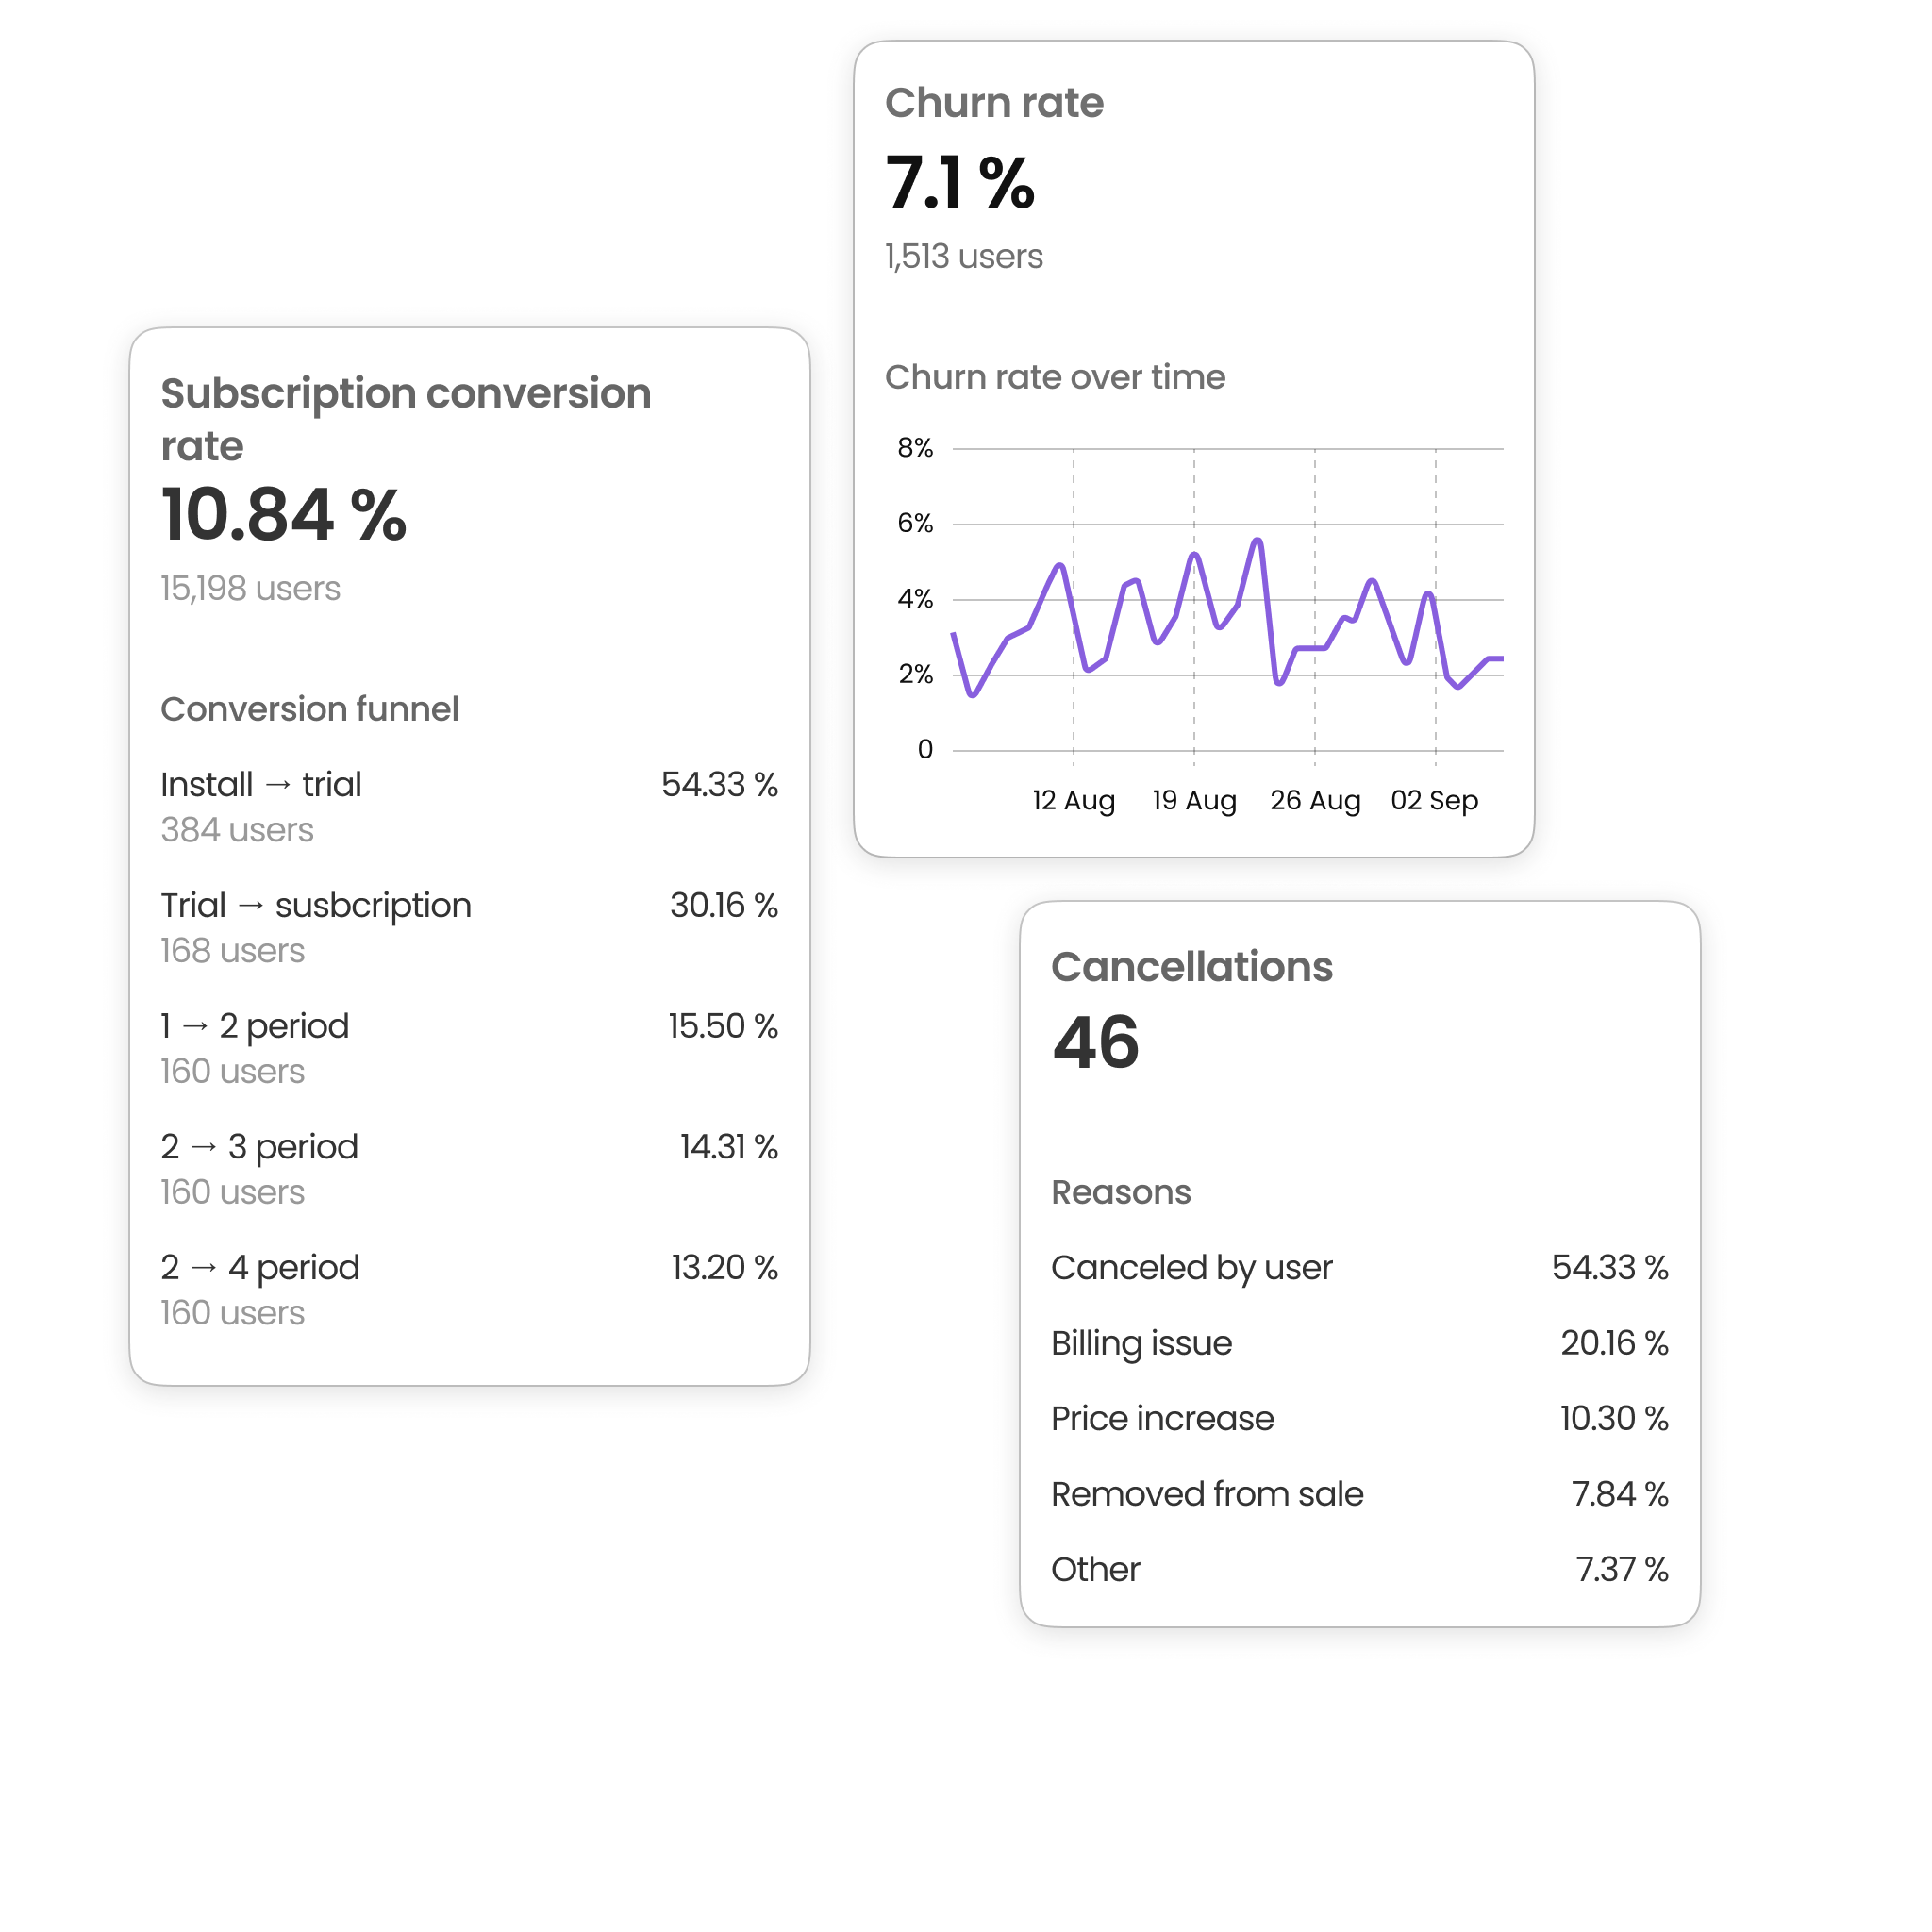 Churn rate
7.1 %
1,513 users
Churn rate over time
8%
6%
4%
2%
0
12 Aug 19 Aug 26 Aug 02 Sep
Subscription conversion
rate
10.84 %
15,198 users
Conversion funnel
Install → trial 54.33 %
384 users
Trial → susbcription 30.16 %
168 users
1 → 2 period 15.50 %
160 users
2 → 3 period 14.31 %
160 users
2 → 4 period 13.20 %
160 users
Cancellations
46
Reasons
Canceled by user 54.33 %
Billing issue 20.16 %
Price increase 10.30 %
Removed from sale 7.84 %
Other 7.37 %